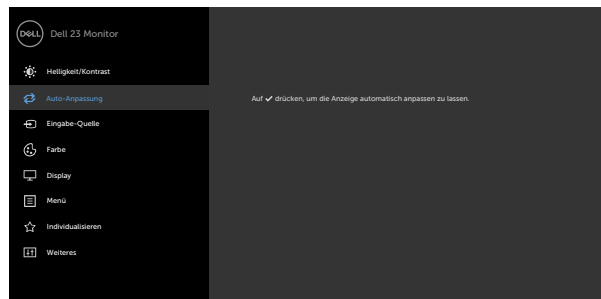 DELL Dell 23 Monitor
Helligkeit/Kontrast
Auto-Anpassung
Auf ✔ drücken, um die Anzeige automatisch anpassen zu lassen.
Eingabe-Quelle
Farbe
Display
Menü
Individualisieren
Weiteres